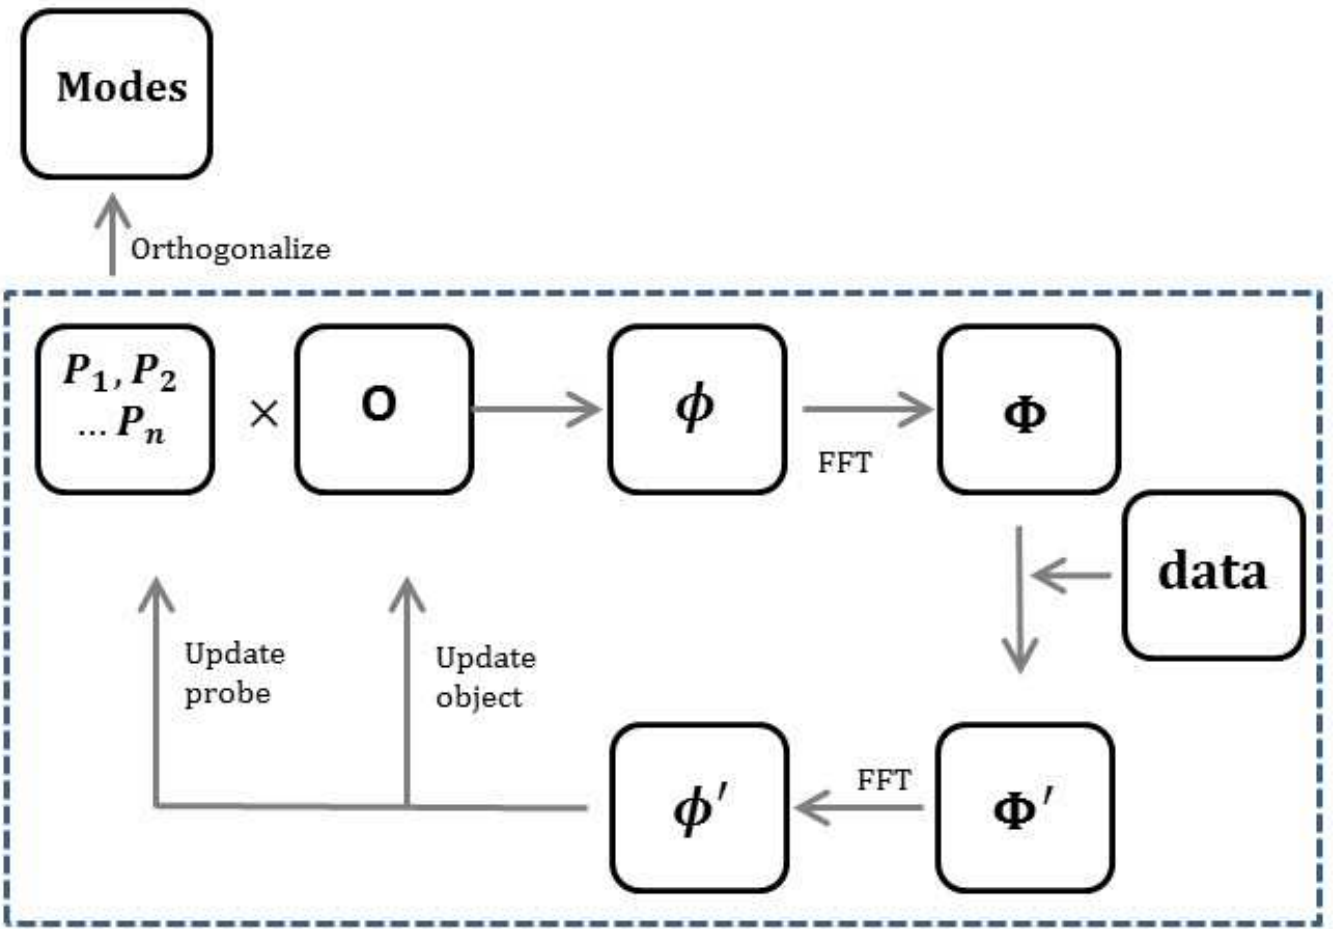 Modes
Orthogonalize
P₁, P₂
... Pₙ
×
O
ϕ
FFT
Φ
data
Update
probe
Update
object
ϕ′
FFT
Φ′